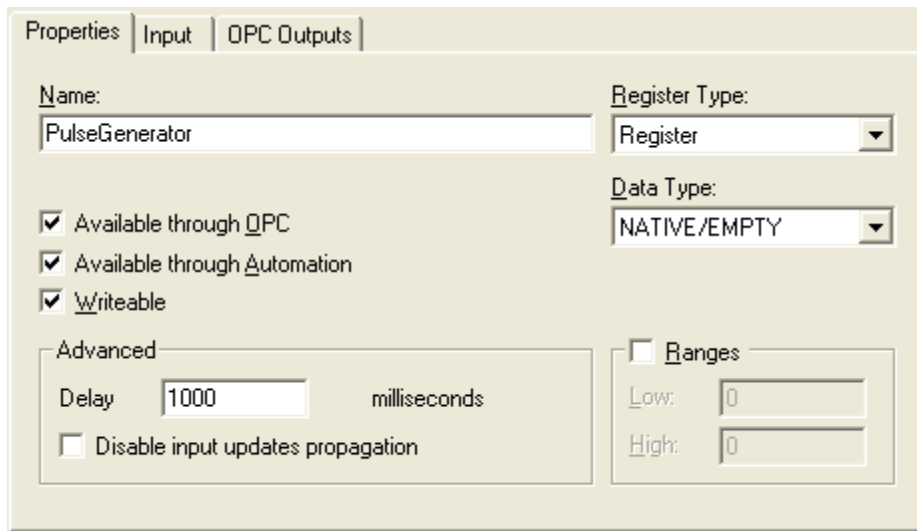 Properties Input OPC Outputs
Name: Register Type:
PulseGenerator Register
Data Type:
Available through OPC NATIVE/EMPTY
Available through Automation
Writeable
Advanced Ranges
Delay 1000 milliseconds Low: 0
Disable input updates propagation High: 0